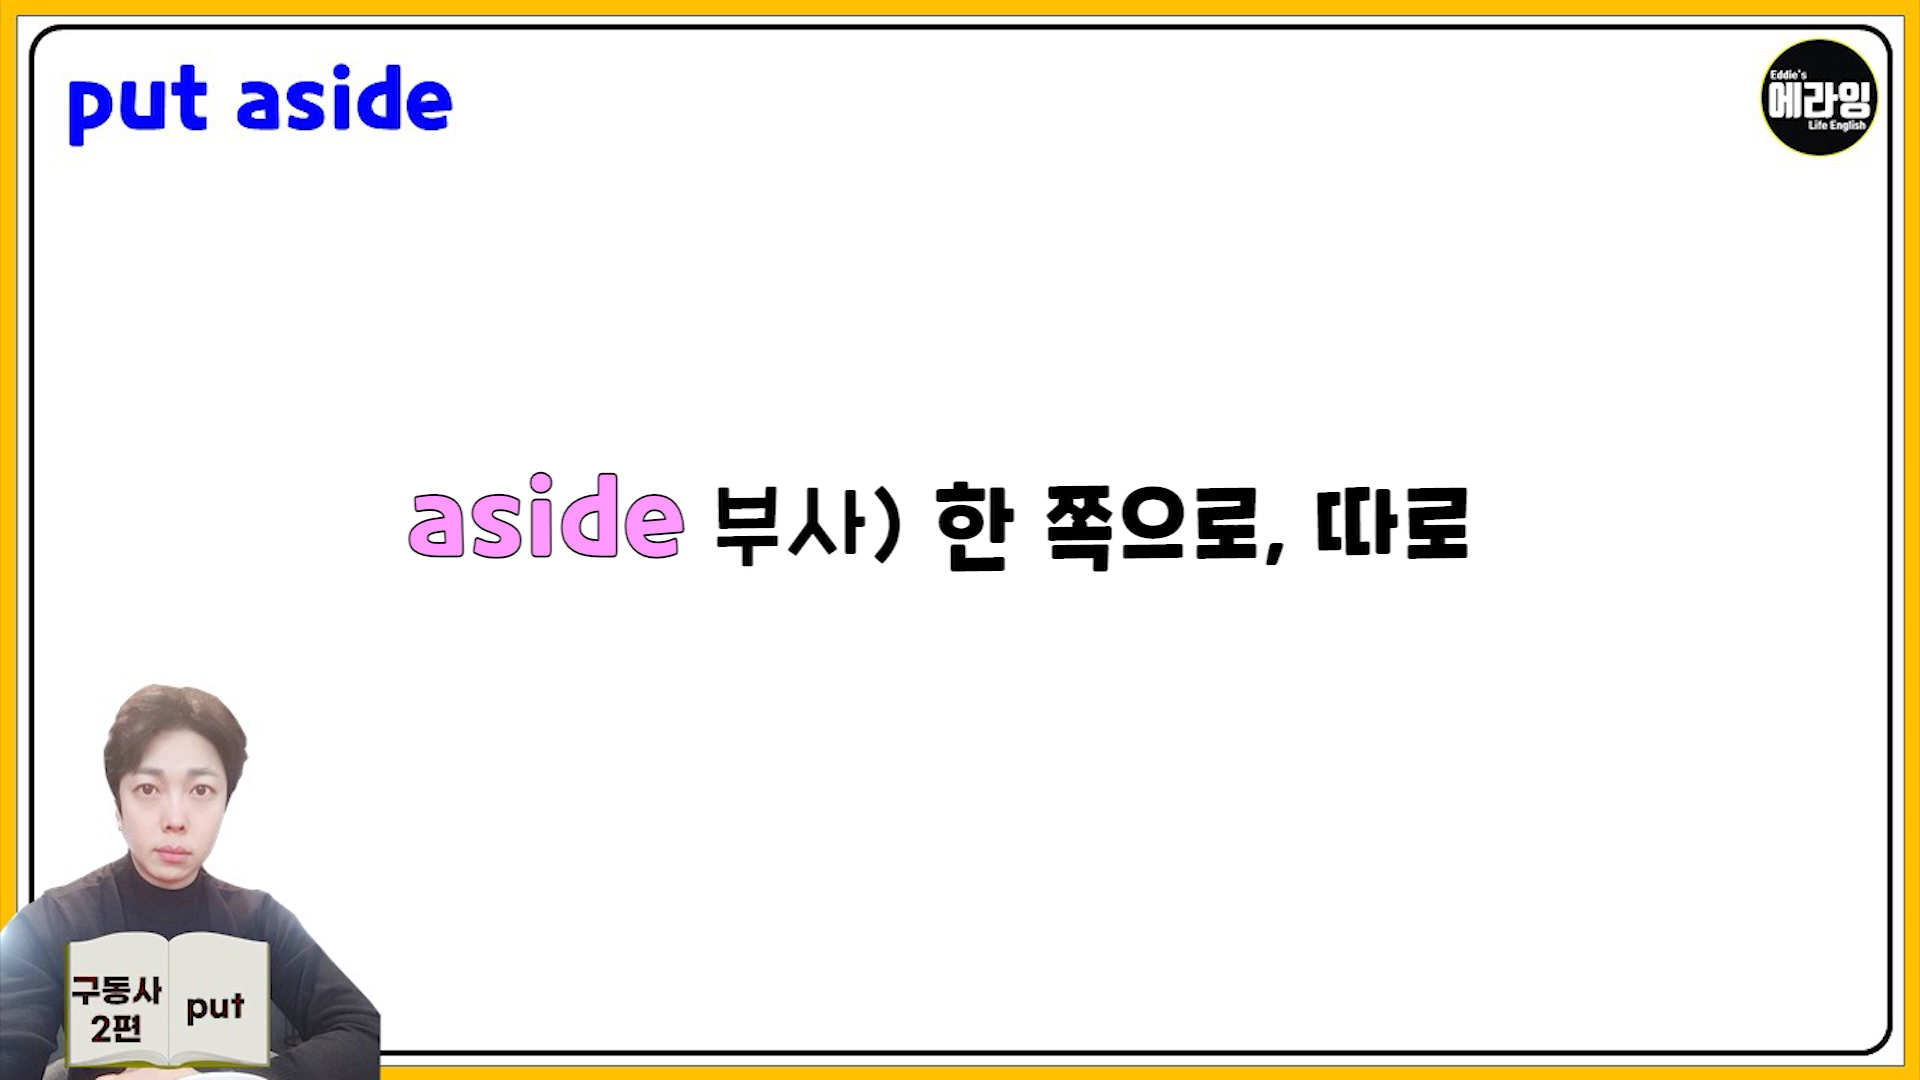 put aside
Eddie's
에라잉
Life English
aside 부사) 한 쪽으로, 따로
구동사
2편
put